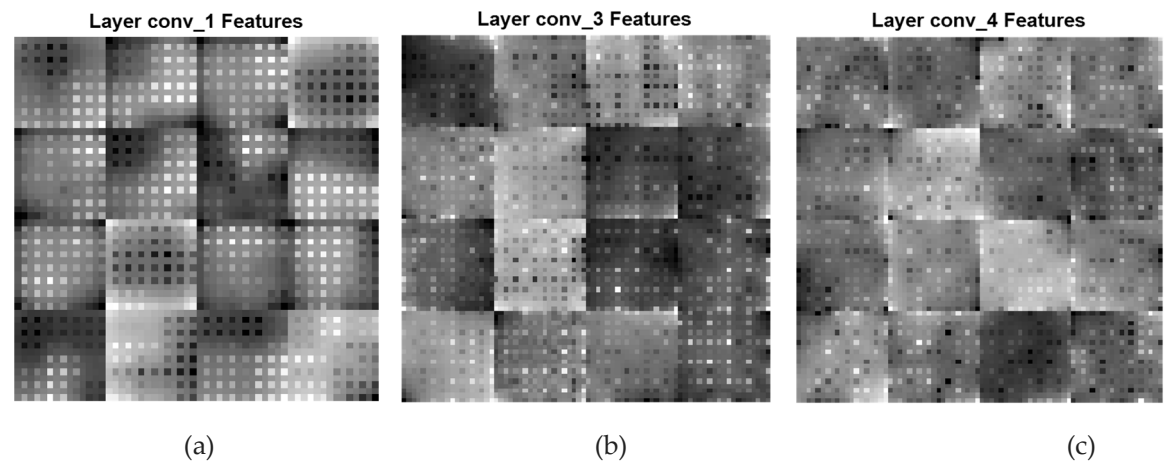 Layer conv_1 Features
Layer conv_3 Features
Layer conv_4 Features
(a)
(b)
(c)